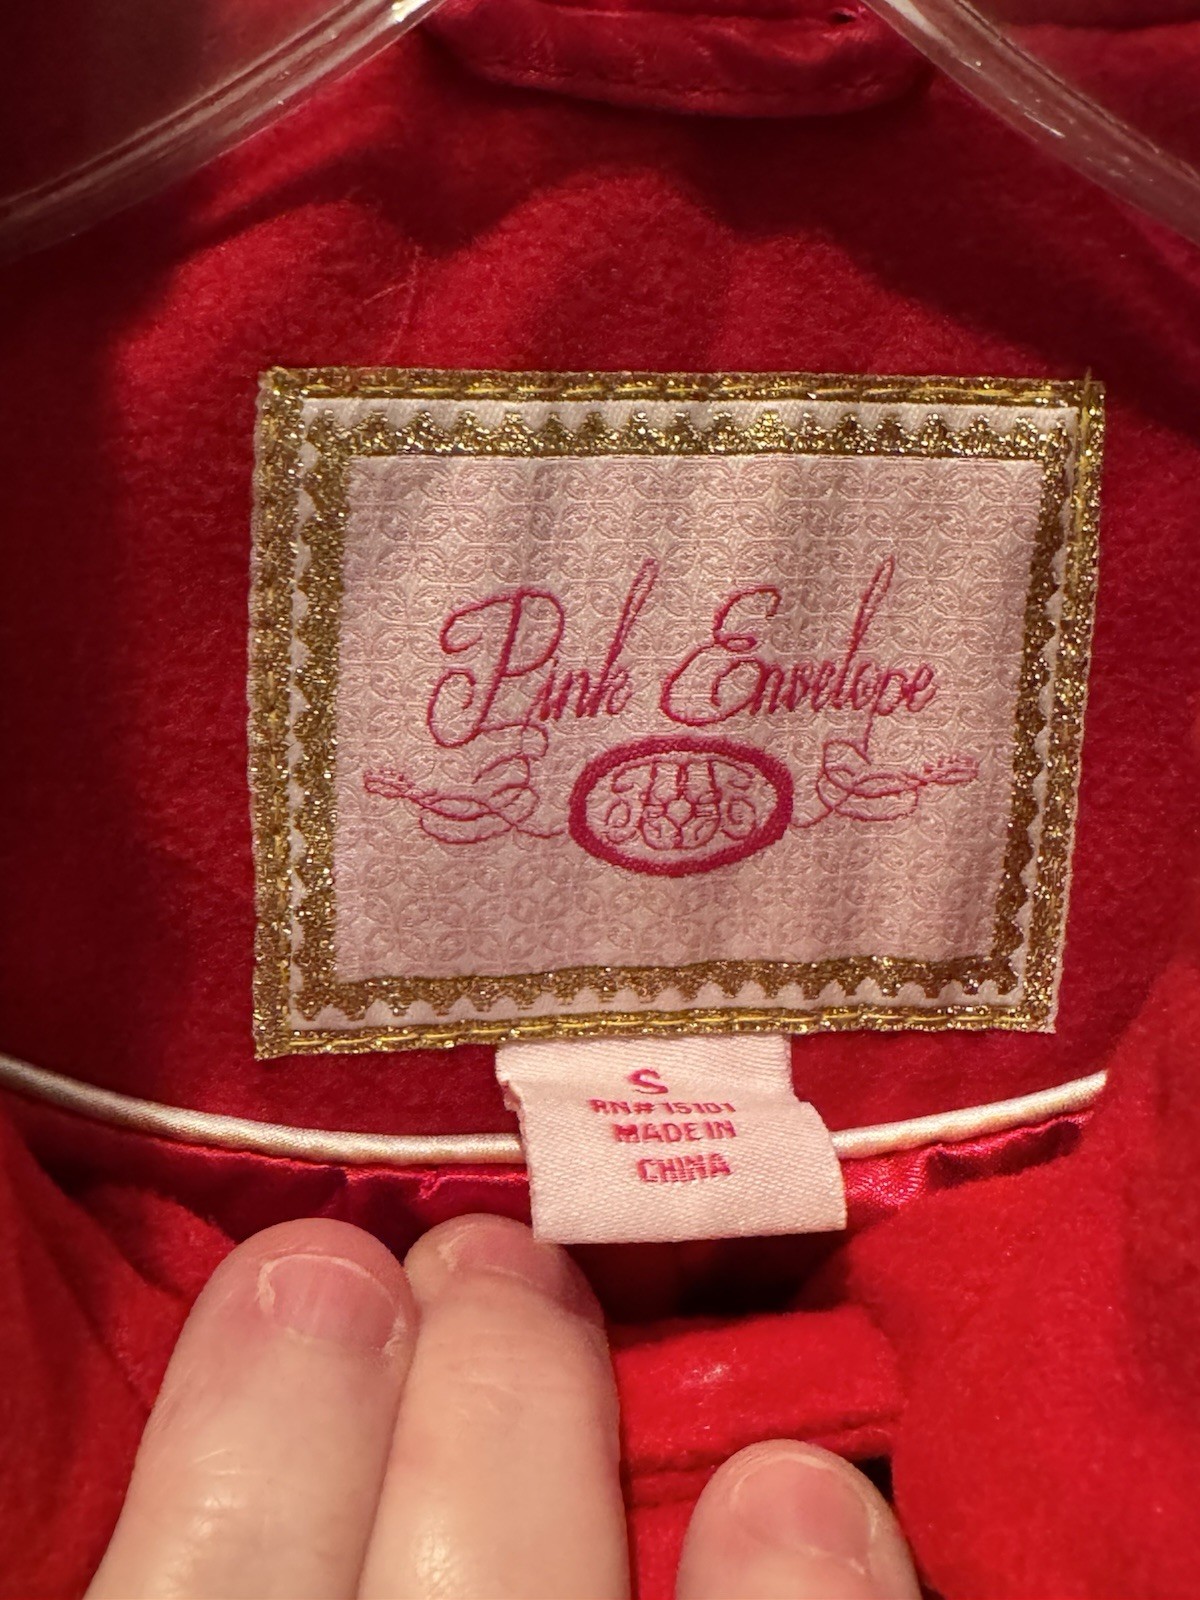 Pink Envelope
S
RN# 15101
MADE IN
CHINA